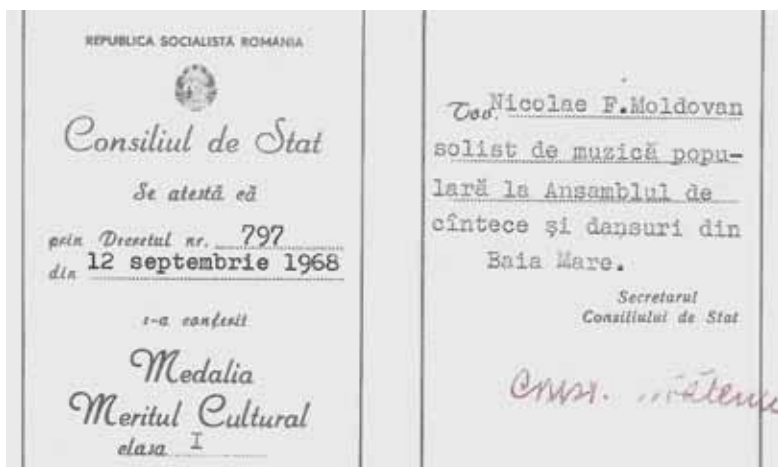 REPUBLICA SOCIALISTĂ ROMÂNIA
Consiliul de Stat
Se atestă că
prin Decretul nr. 797
din 12 septembrie 1968
s-a conferit
Medalia
Meritul Cultural
clasa I
Tov. Nicolae F.Moldovan
solist de muzică popu-
lară la Ansamblul de
cîntece și dansuri din
Baia Mare.
Secretarul
Consiliului de Stat